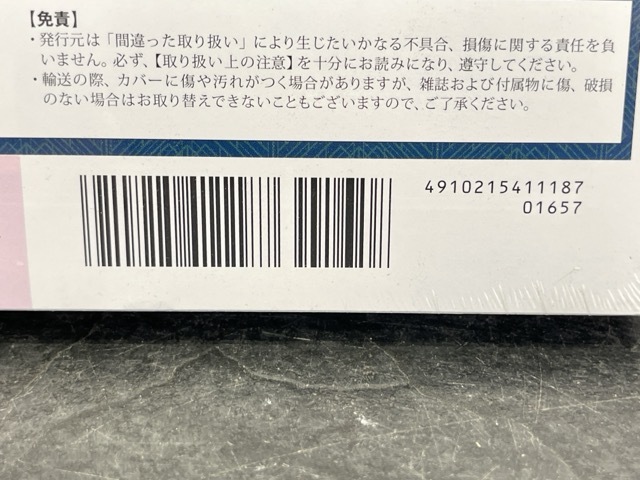 【免責】
・発行元は「間違った取り扱い」により生じたいかなる不具合、損傷に関する責任を負
いません。必ず、【取り扱い上の注意】を十分にお読みになり、遵守してください。
・輸送の際、カバーに傷や汚れがつく場合がありますが、雑誌および付属物に傷、破損
のない場合はお取り替えできないこともございますので、ご了承ください。
4910215411187
01657